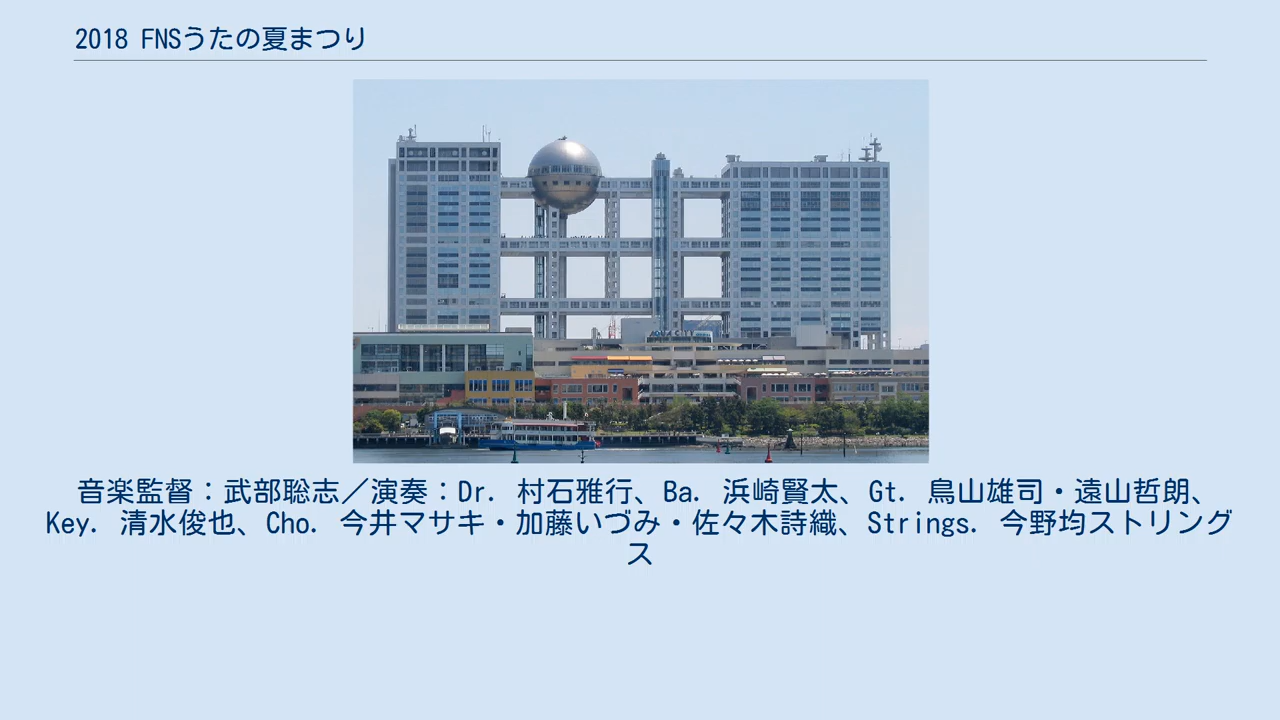 2018 FNSうたの夏まつり
音楽監督：武部聡志／演奏：Dr. 村石雅行、Ba. 浜崎賢太、Gt. 鳥山雄司・遠山哲朗、
Key. 清水俊也、Cho. 今井マサキ・加藤いづみ・佐々木詩織、Strings. 今野均ストリング
ス